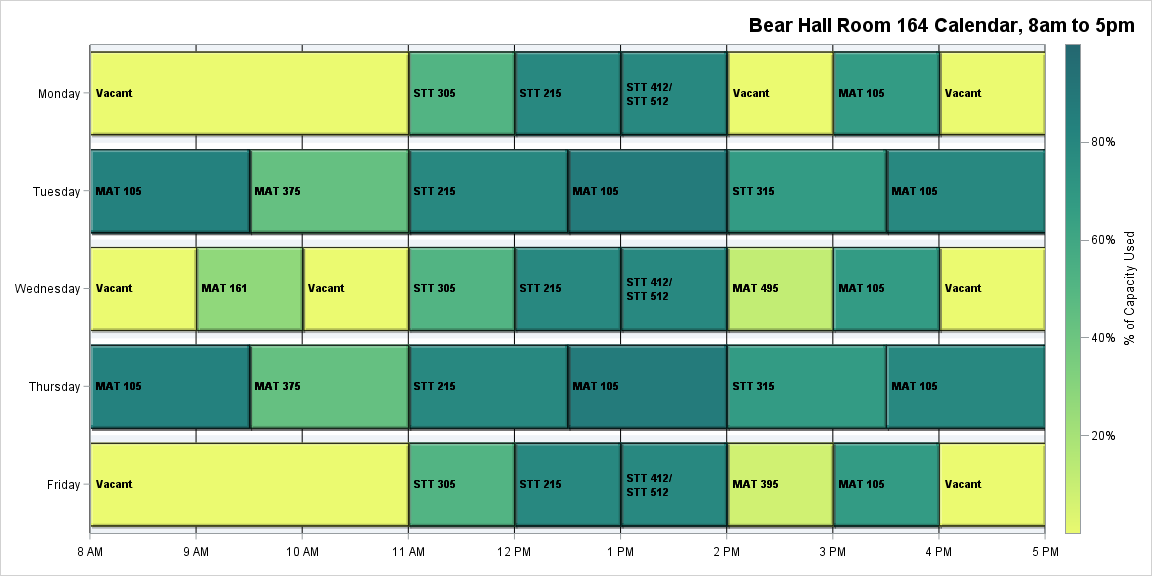 Bear Hall Room 164 Calendar, 8am to 5pm
Monday
Vacant
STT 305
STT 215
STT 412/
STT 512
Vacant
MAT 105
Vacant
Tuesday
MAT 105
MAT 375
STT 215
MAT 105
STT 315
MAT 105
Wednesday
Vacant
MAT 161
Vacant
STT 305
STT 215
STT 412/
STT 512
MAT 495
MAT 105
Vacant
Thursday
MAT 105
MAT 375
STT 215
MAT 105
STT 315
MAT 105
Friday
Vacant
STT 305
STT 215
STT 412/
STT 512
MAT 395
MAT 105
Vacant
8 AM
9 AM
10 AM
11 AM
12 PM
1 PM
2 PM
3 PM
4 PM
5 PM
80%
60%
40%
20%
% of Capacity Used